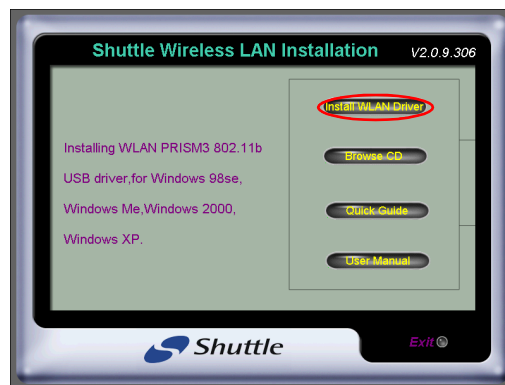 Shuttle Wireless LAN Installation V2.0.9.306
Install WLAN Driver
Installing WLAN PRISM3 802.11b
USB driver,for Windows 98se,
Windows Me,Windows 2000,
Windows XP.
Browse CD
Quick Guide
User Manual
Shuttle
Exit